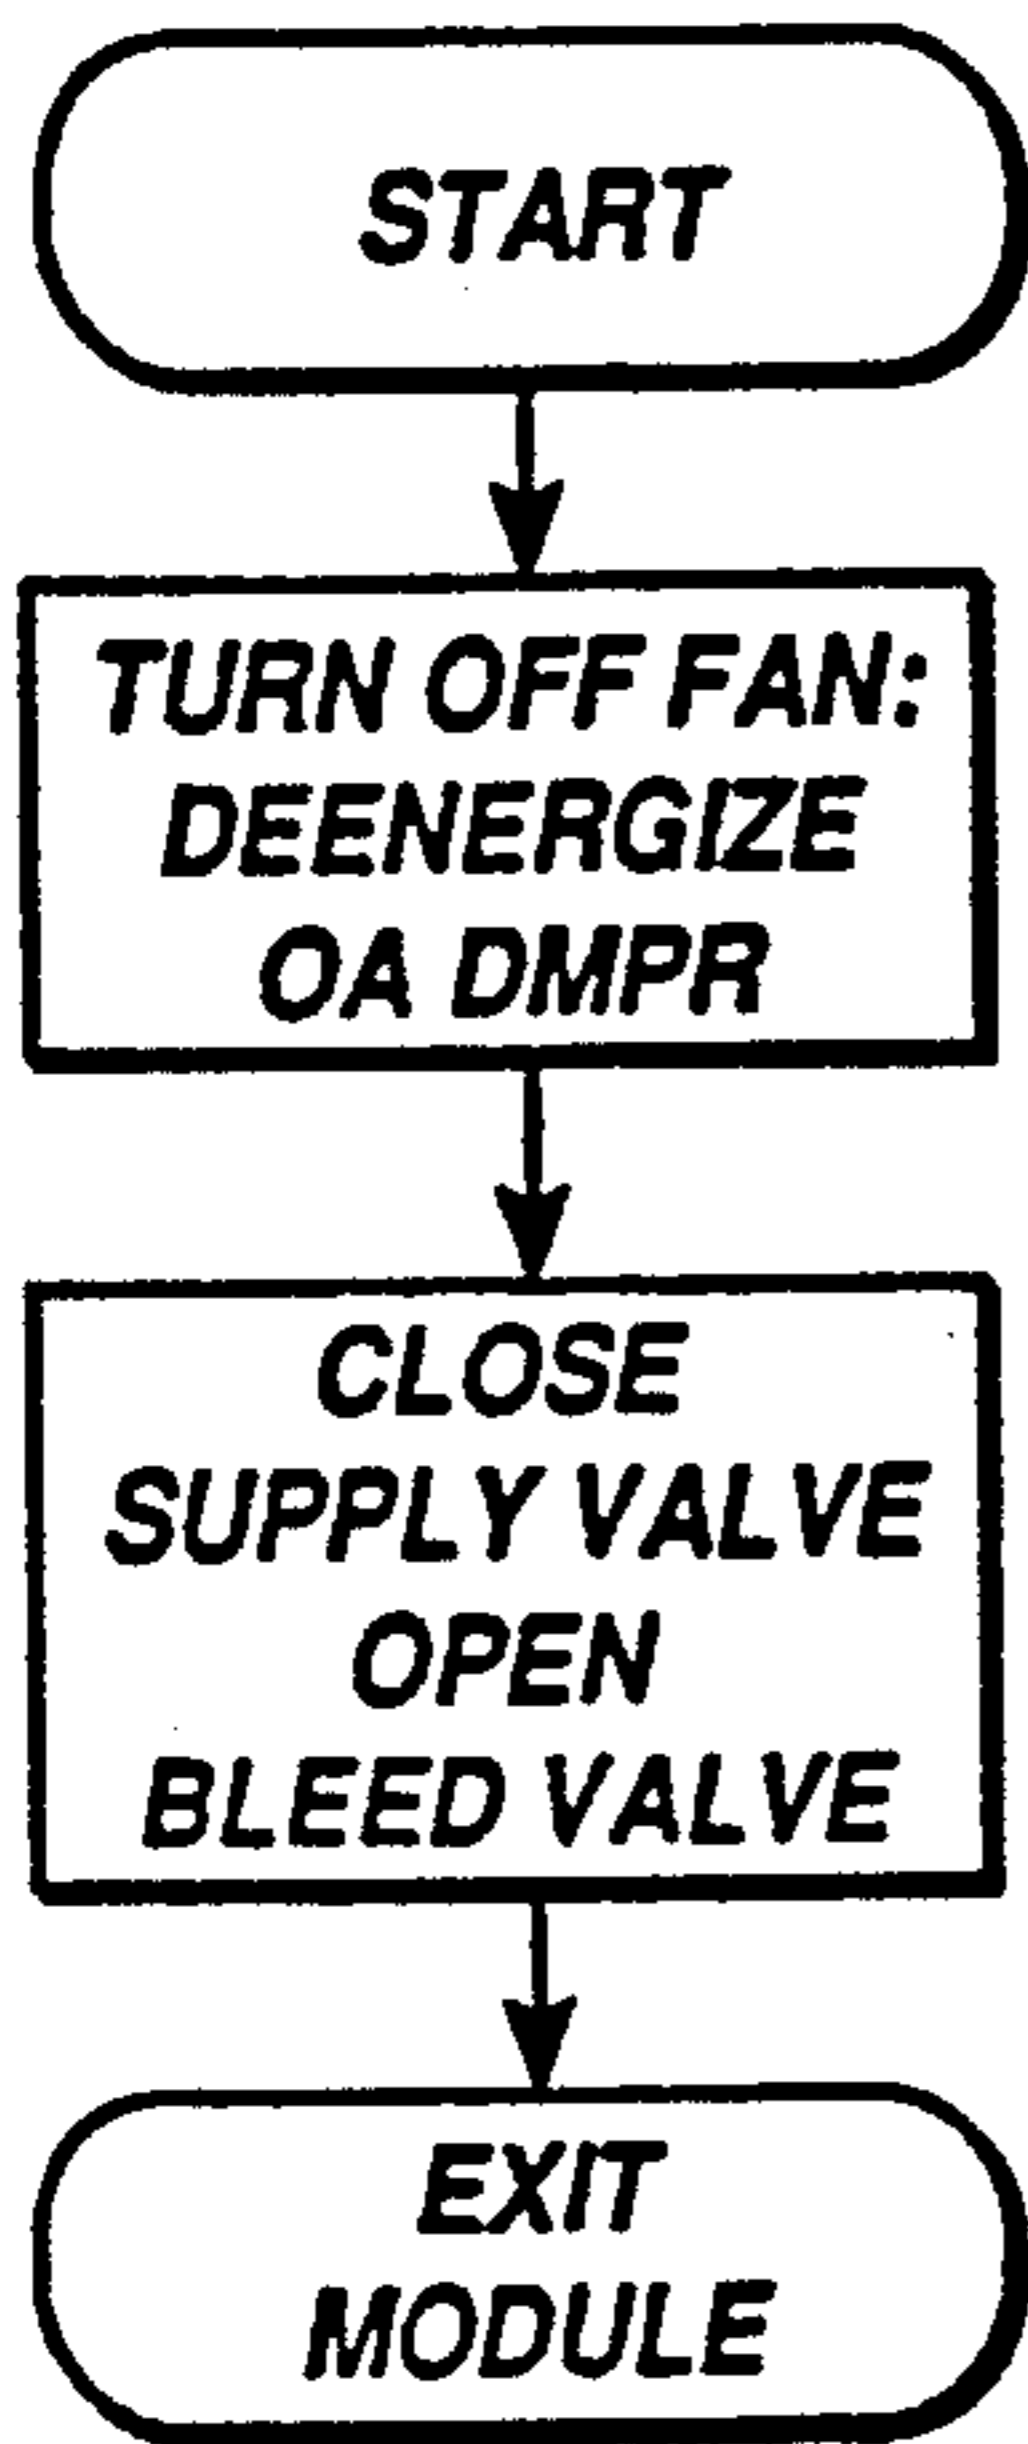 START
TURN OFF FAN:
DEENERGIZE
OA DMPR
CLOSE
SUPPLY VALVE
OPEN
BLEED VALVE
EXIT
MODULE